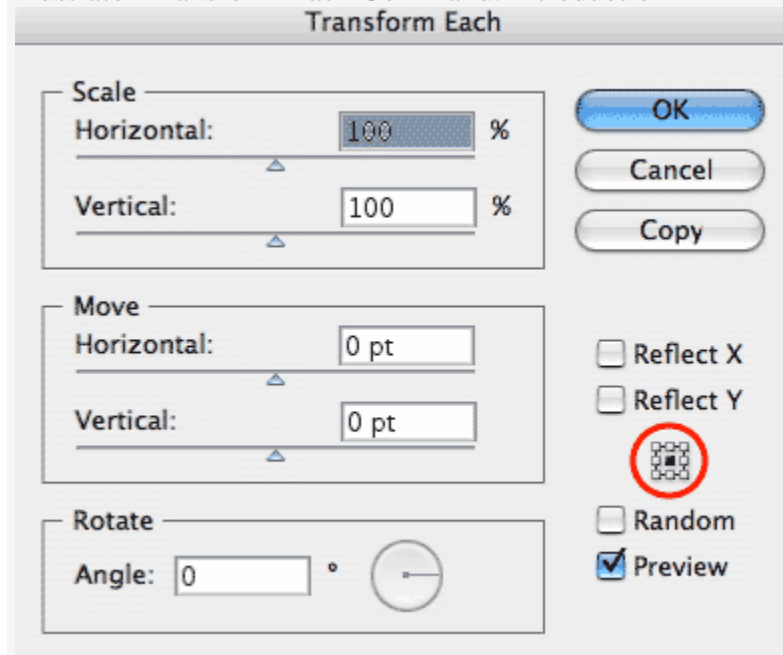 Transform Each
Scale
Horizontal: 100 %
Vertical: 100 %
OK
Cancel
Copy
Move
Horizontal: 0 pt
Vertical: 0 pt
Reflect X
Reflect Y
Rotate
Angle: 0 °
Random
Preview